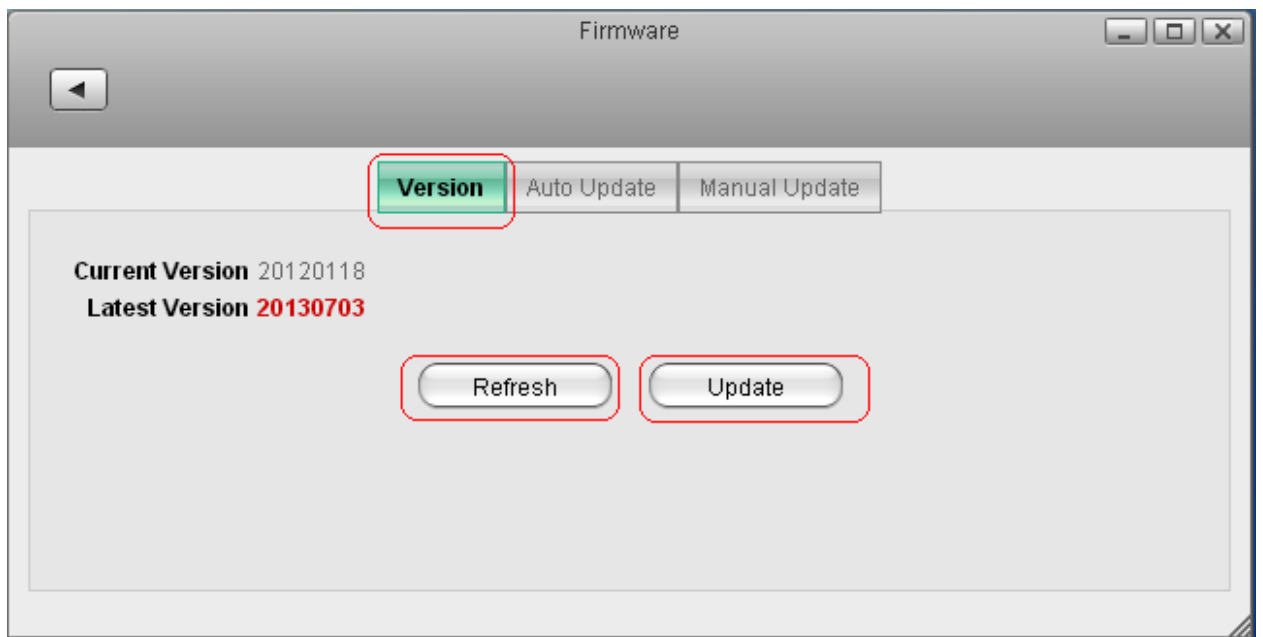 Firmware
Version Auto Update Manual Update
Current Version 20120118
Latest Version 20130703
Refresh Update